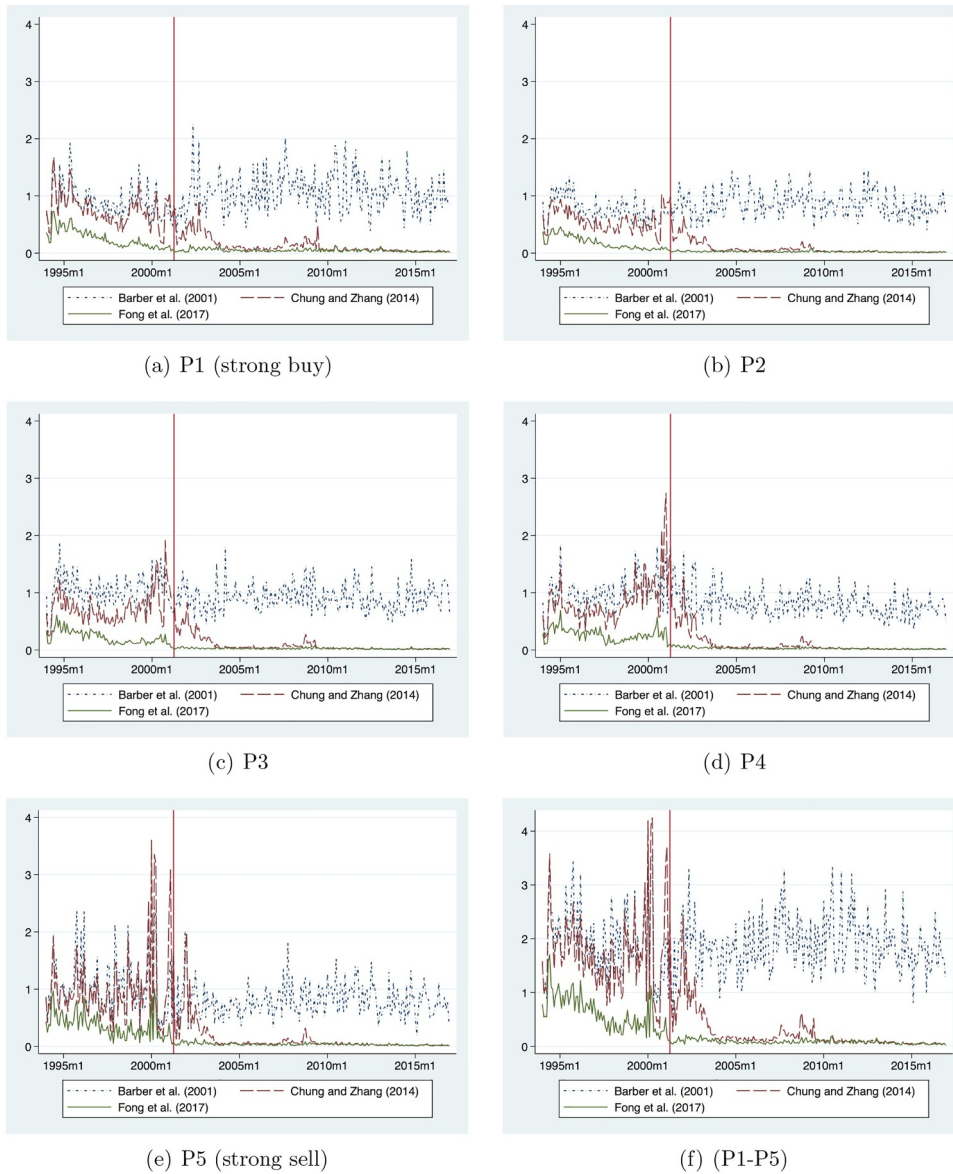 4
3
2
1
0
1995m1 2000m1 2005m1 2010m1 2015m1
Barber et al. (2001) Chung and Zhang (2014)
Fong et al. (2017)
(a) P1 (strong buy)
4
3
2
1
0
1995m1 2000m1 2005m1 2010m1 2015m1
Barber et al. (2001) Chung and Zhang (2014)
Fong et al. (2017)
(b) P2
4
3
2
1
0
1995m1 2000m1 2005m1 2010m1 2015m1
Barber et al. (2001) Chung and Zhang (2014)
Fong et al. (2017)
(c) P3
4
3
2
1
0
1995m1 2000m1 2005m1 2010m1 2015m1
Barber et al. (2001) Chung and Zhang (2014)
Fong et al. (2017)
(d) P4
4
3
2
1
0
1995m1 2000m1 2005m1 2010m1 2015m1
Barber et al. (2001) Chung and Zhang (2014)
Fong et al. (2017)
(e) P5 (strong sell)
4
3
2
1
0
1995m1 2000m1 2005m1 2010m1 2015m1
Barber et al. (2001) Chung and Zhang (2014)
Fong et al. (2017)
(f) (P1-P5)